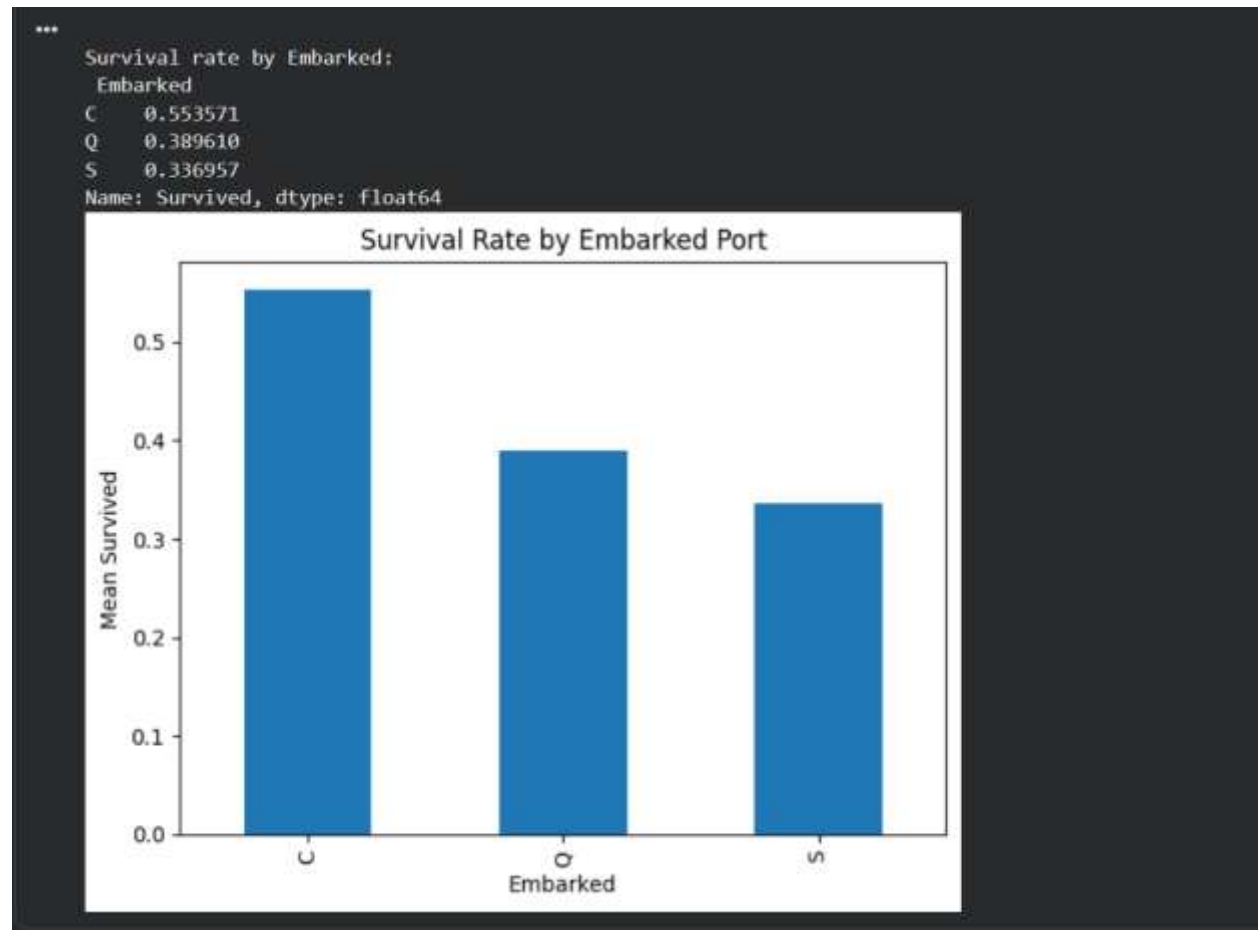 •••
Survival rate by Embarked:
Embarked
C 0.553571
Q 0.389610
S 0.336957
Name: Survived, dtype: float64
Survival Rate by Embarked Port
Mean Survived
0.5
0.4
0.3
0.2
0.1
0.0
C
Q
S
Embarked